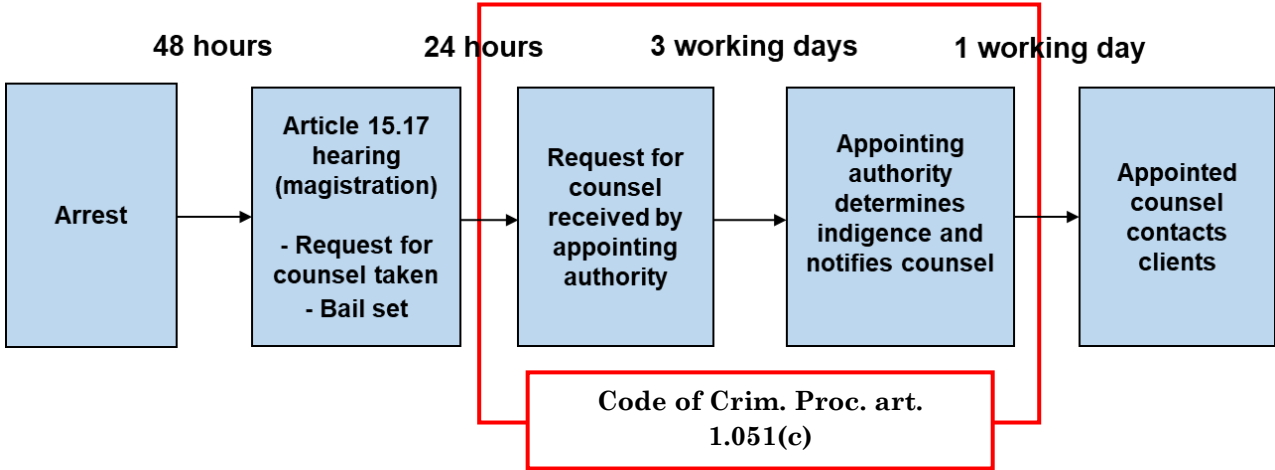 48 hours
24 hours
3 working days
1 working day
Arrest
Article 15.17
hearing
(magistration)
- Request for
counsel taken
- Bail set
Request for
counsel
received by
appointing
authority
Appointing
authority
determines
indigence and
notifies counsel
Appointed
counsel
contacts
clients
Code of Crim. Proc. art.
1.051(c)